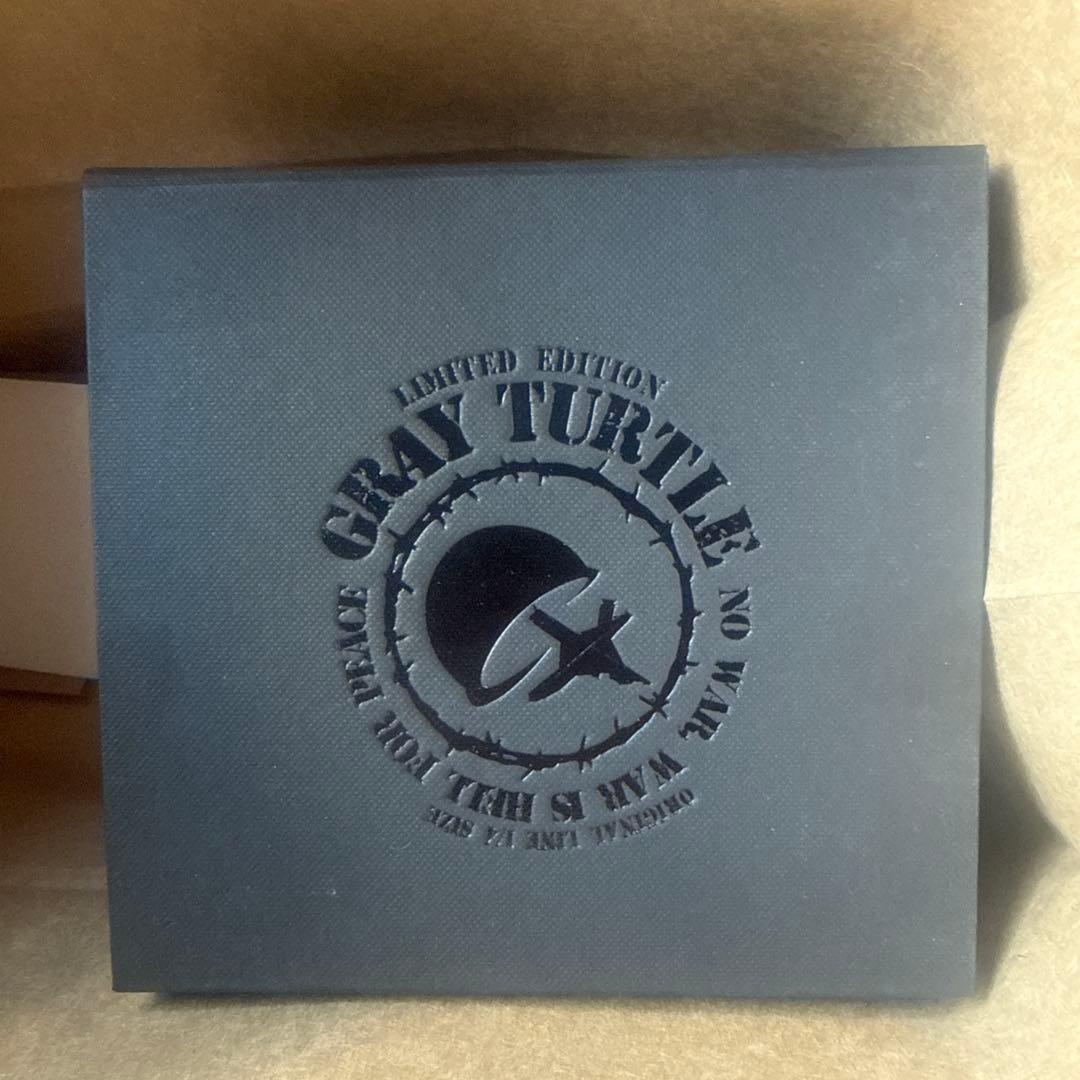 LIMITED EDITION
GRAY TURTLE
NO WAR, WAR IS HELL FOR PEACE
ORIGINAL LINE 1/4 SIZE